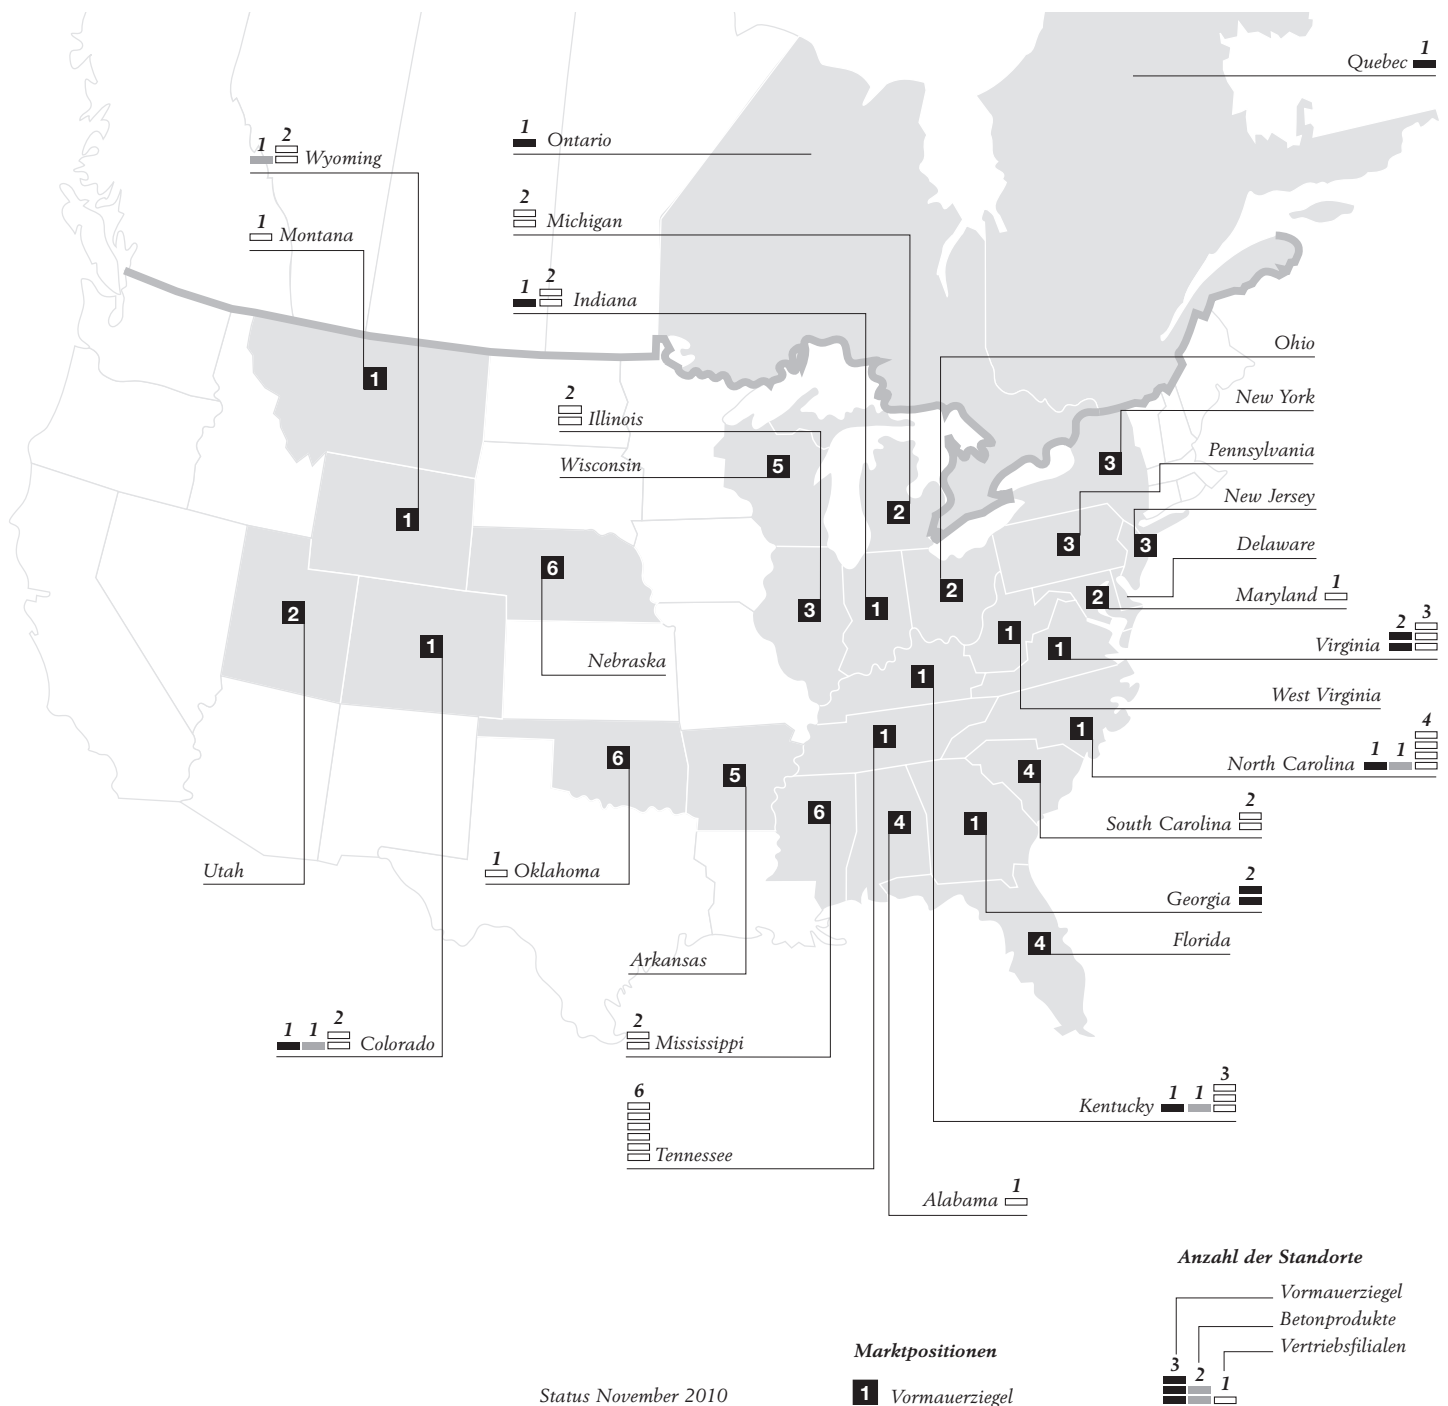 1
Quebec
1
Ontario
1 2
Wyoming
2
Michigan
1
Montana
1 2
Indiana
Ohio
1
2
Illinois
New York
Wisconsin
5
3
Pennsylvania
New Jersey
1
2
3
3
Delaware
6
2
3
1
2
2
Maryland
1
2
1
1
1
Virginia
2 3
Nebraska
1
West Virginia
1
1
North Carolina
1 1 4
6
5
4
6
4
1
South Carolina
2
Utah
1
Oklahoma
Georgia
2
4
Florida
Arkansas
1 1 2
Colorado
2
Mississippi
Kentucky
1 1 3
6
Tennessee
Alabama
1
Anzahl der Standorte
Vormauerziegel
Betonprodukte
Vertriebsfilialen
3 2 1
Marktpositionen
Status November 2010
1 Vormauerziegel